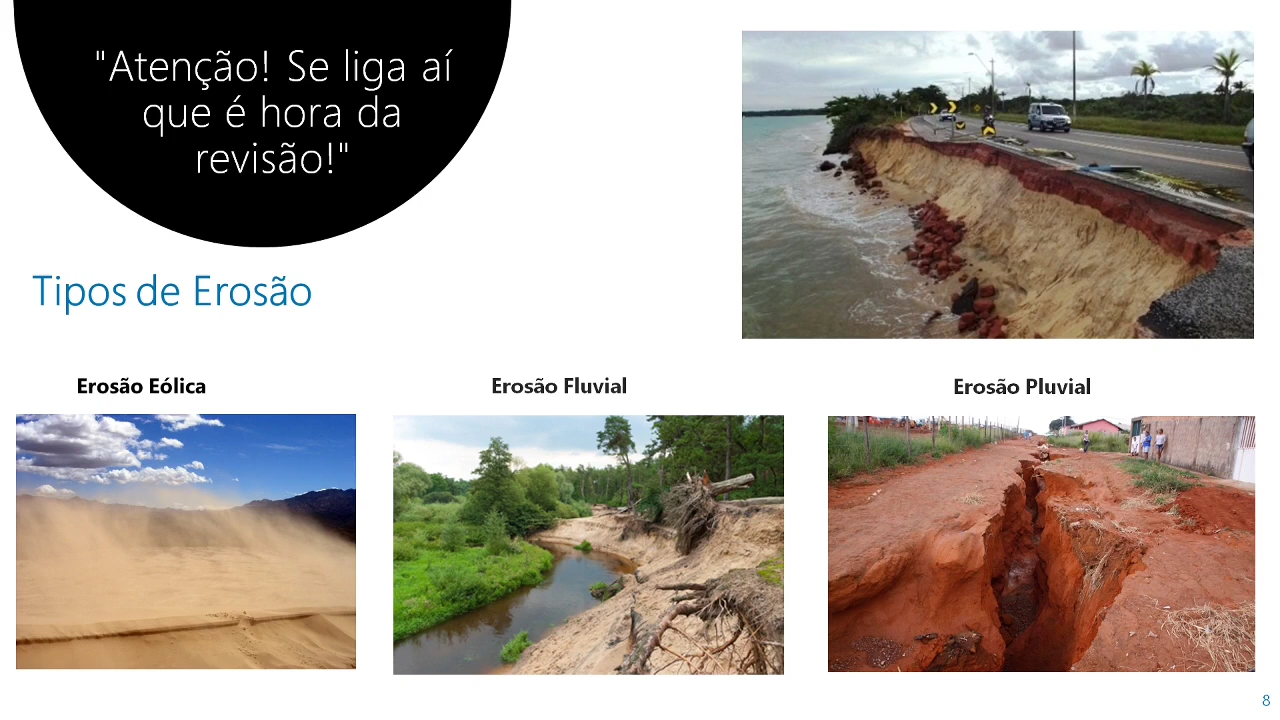 "Atenção! Se liga aí
que é hora da
revisão!"
Tipos de Erosão
Erosão Eólica
Erosão Fluvial
Erosão Pluvial
8